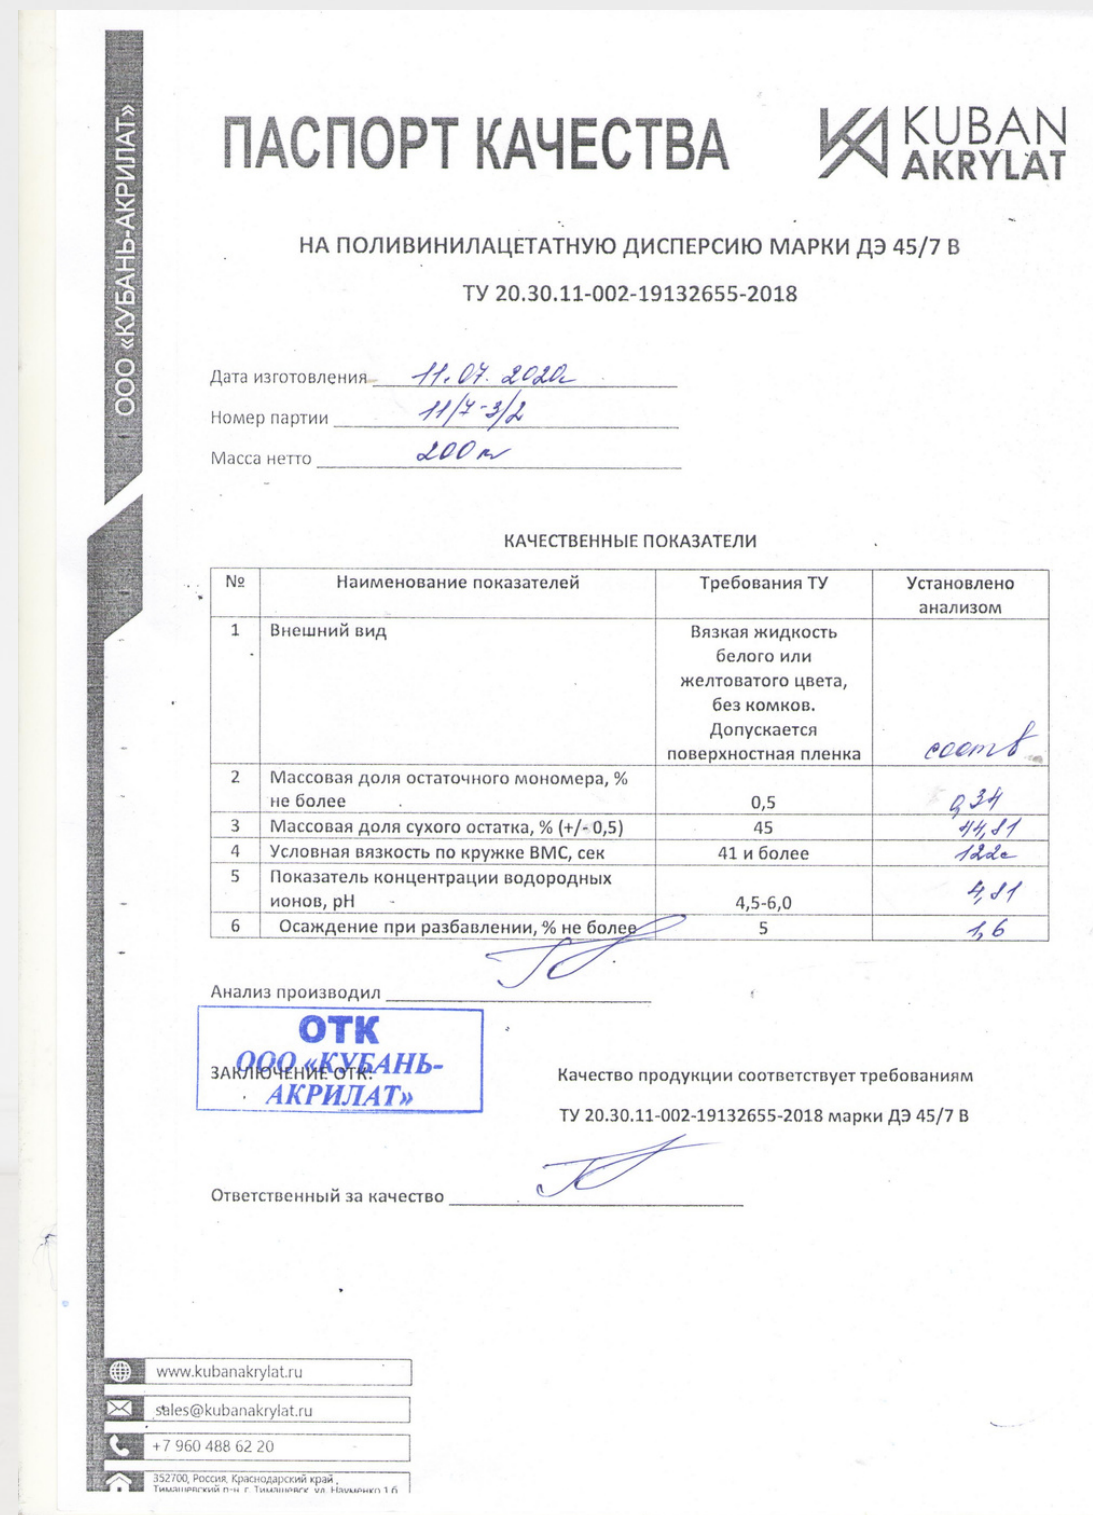 ООО «КУБАНЬ-АКРИЛАТ»
ПАСПОРТ КАЧЕСТВА
KUBAN
AKRYLAT
НА ПОЛИВИНИЛАЦЕТАТНУЮ ДИСПЕРСИЮ МАРКИ ДЭ 45/7 В
ТУ 20.30.11-002-19132655-2018
Дата изготовления 11.07.2020г
Номер партии 11/7-3/2
Масса нетто 200
КАЧЕСТВЕННЫЕ ПОКАЗАТЕЛИ
№ Наименование показателей Требования ТУ Установлено
анализом
1 Внешний вид Вязкая жидкость
белого или
желтоватого цвета,
без комков.
Допускается
поверхностная пленка соотв
2 Массовая доля остаточного мономера, %
не более 0,5 0,34
3 Массовая доля сухого остатка, % (+/- 0,5) 45 44,81
4 Условная вязкость по кружке ВМС, сек 41 и более 122с
5 Показатель концентрации водородных
ионов, pH 4,5-6,0 4,81
6 Осаждение при разбавлении, % не более 5 1,6
Анализ производил
ОТК
ООО «КУБАНЬ-
АКРИЛАТ»
ЗАКЛЮЧЕНИЕ ОТК: Качество продукции соответствует требованиям
ТУ 20.30.11-002-19132655-2018 марки ДЭ 45/7 В
Ответственный за качество
www.kubanakrylat.ru
sales@kubanakrylat.ru
+7 960 488 62 20
352700, Россия, Краснодарский край,
Тимашевский р-н, г. Тимашевск, ул. Науменко 1 б